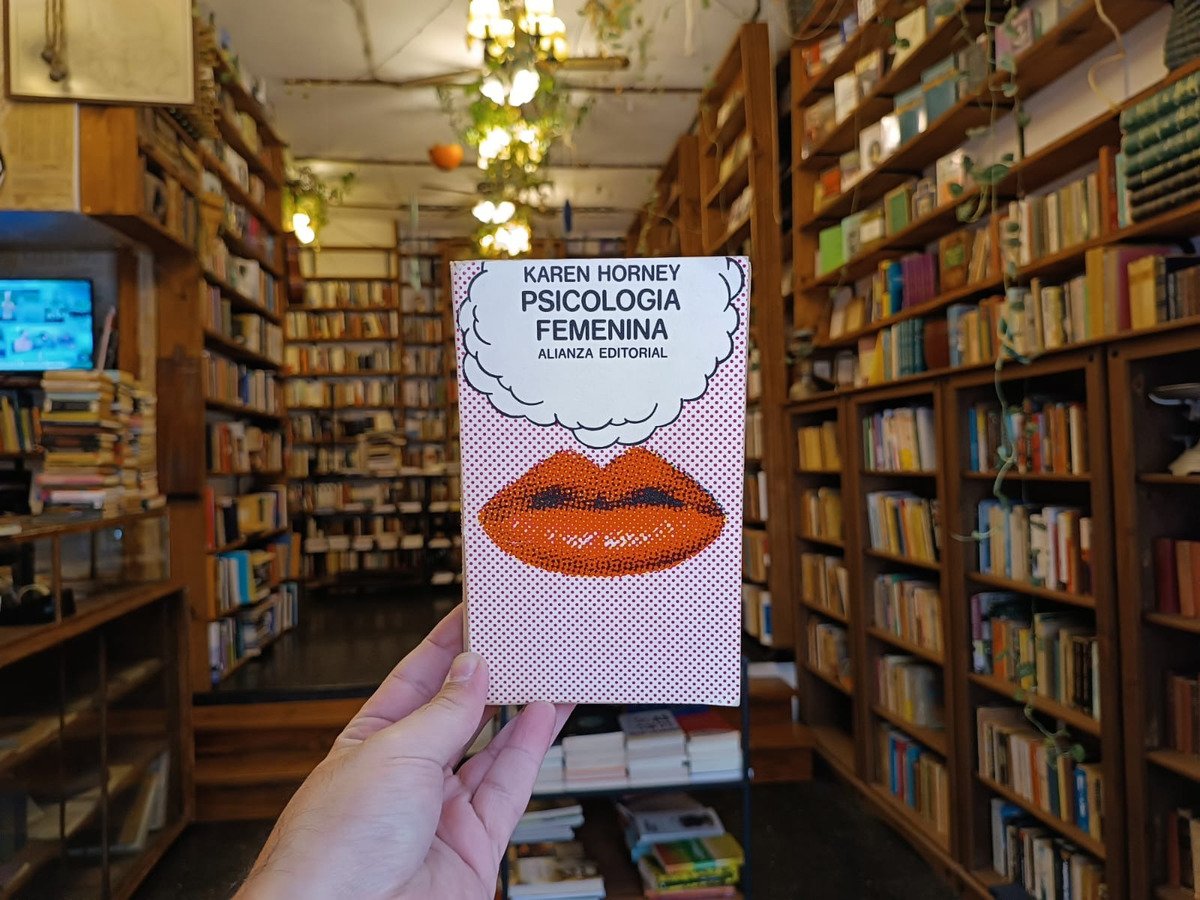 KAREN HORNEY
PSICOLOGIA
FEMENINA
ALIANZA EDITORIAL